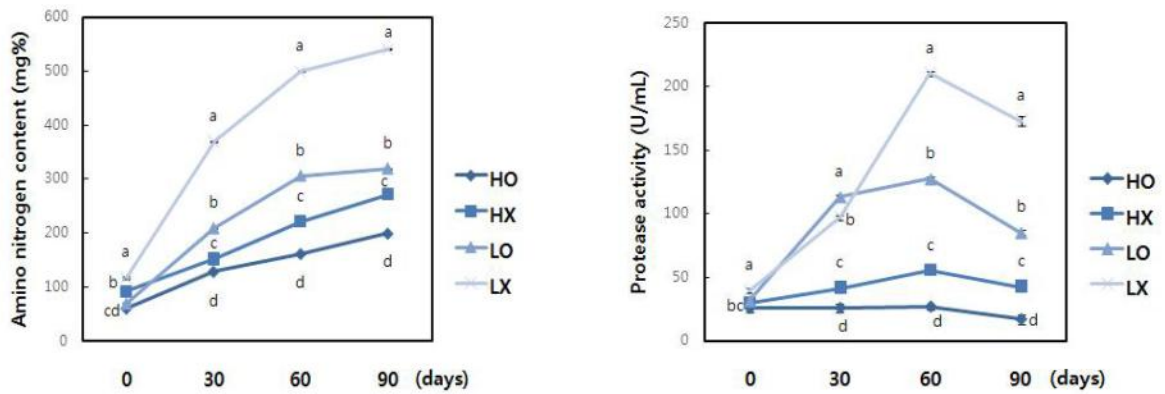 Amino nitrogen content (mg%)
600
500
400
300
200
100
0
a
a
a
a
b
b
b
b
c
c
c
cd
d
d
d
0 30 60 90 (days)
HO
HX
LO
LX
Protease activity (U/mL)
250
200
150
100
50
0
a
a
a
a
b
b
b
bc
c
c
c
d
d
d
0 30 60 90 (days)
HO
HX
LO
LX